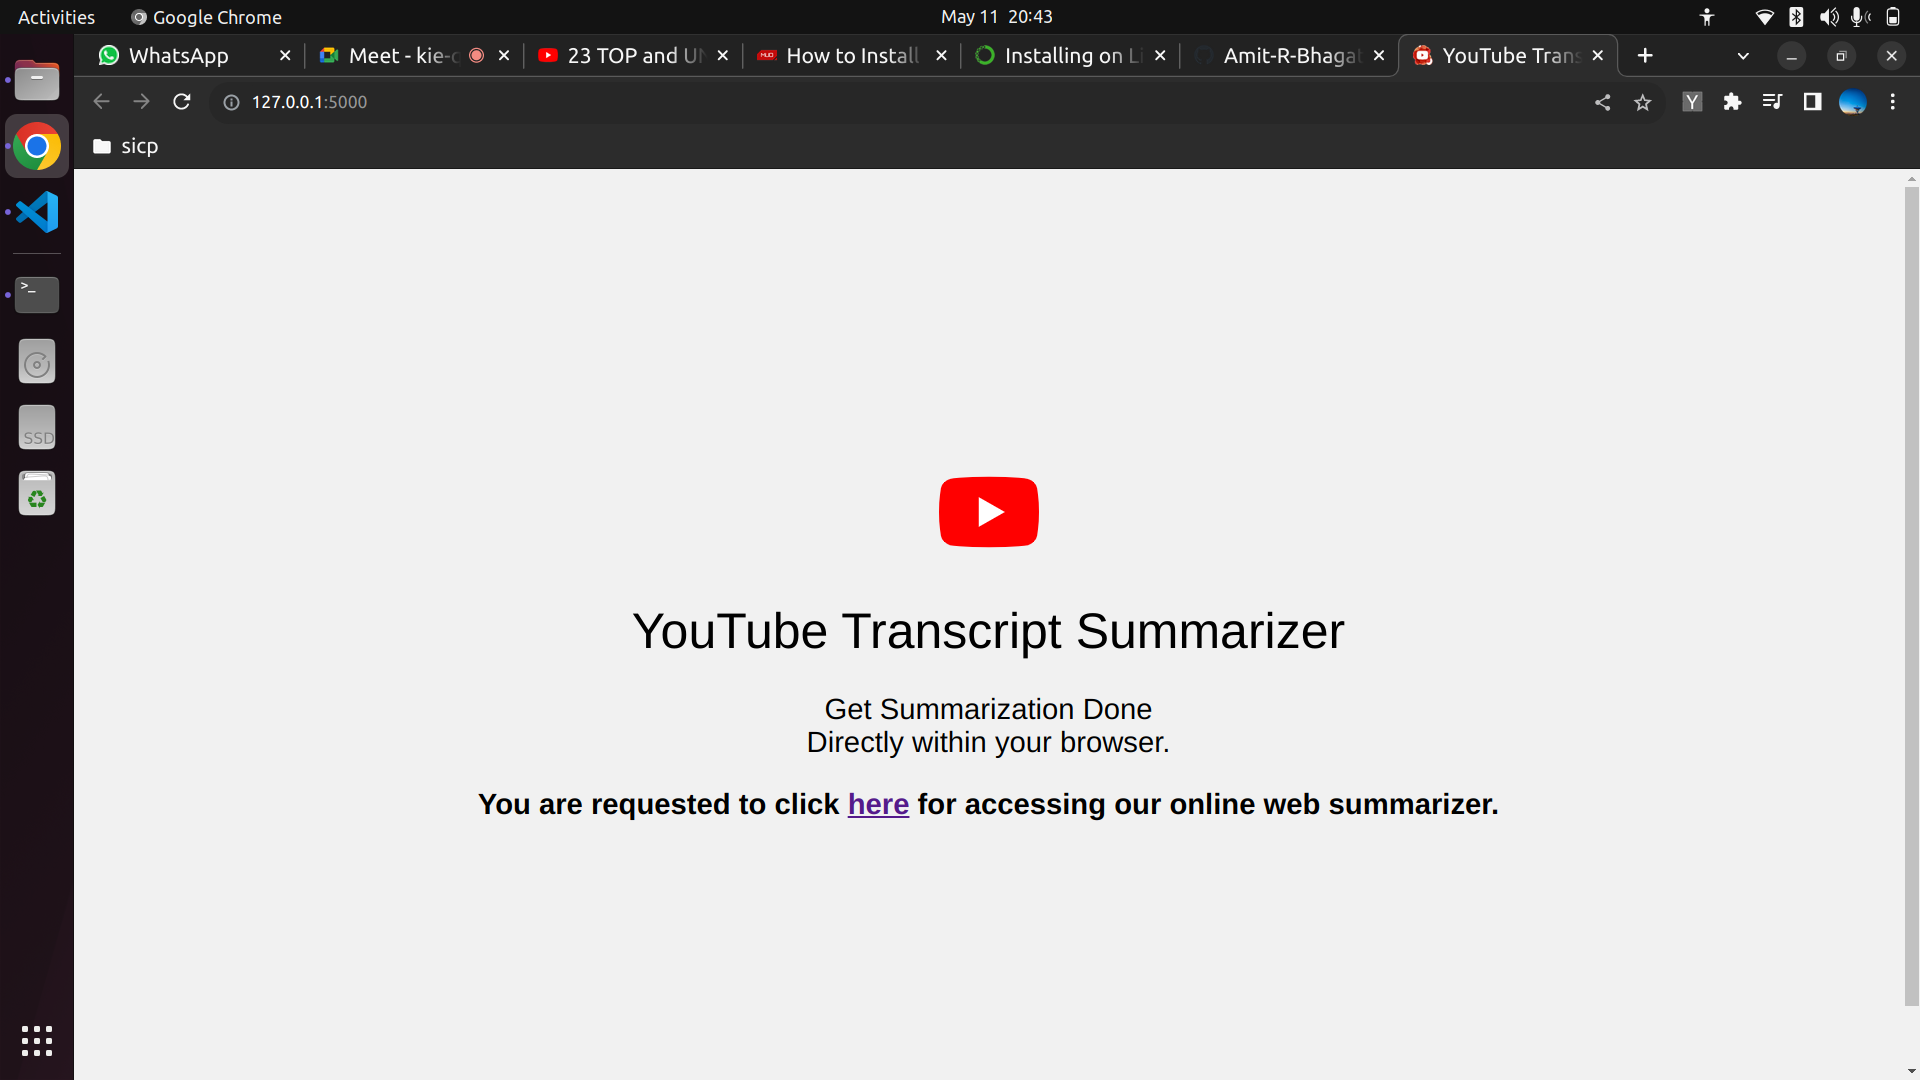 Activities
Google Chrome
May 11 20:43
WhatsApp
Meet - kie-
23 TOP and UN
How to Install
Installing on Li
Amit-R-Bhagat
YouTube Trans
127.0.0.1:5000
Y
sicp
>_
SSD
YouTube Transcript Summarizer
Get Summarization Done
Directly within your browser.
You are requested to click here for accessing our online web summarizer.